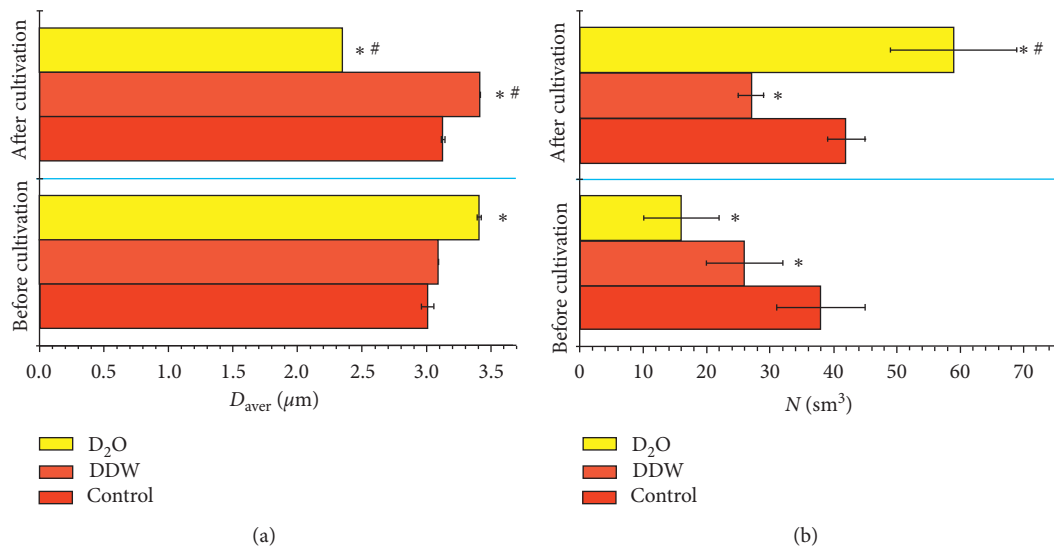 After cultivation
Before cultivation
* #
* #
*
0.0 0.5 1.0 1.5 2.0 2.5 3.0 3.5
D_aver (μm)
D₂O
DDW
Control
(a)
After cultivation
Before cultivation
* #
*
*
*
0 10 20 30 40 50 60 70
N (sm³)
D₂O
DDW
Control
(b)